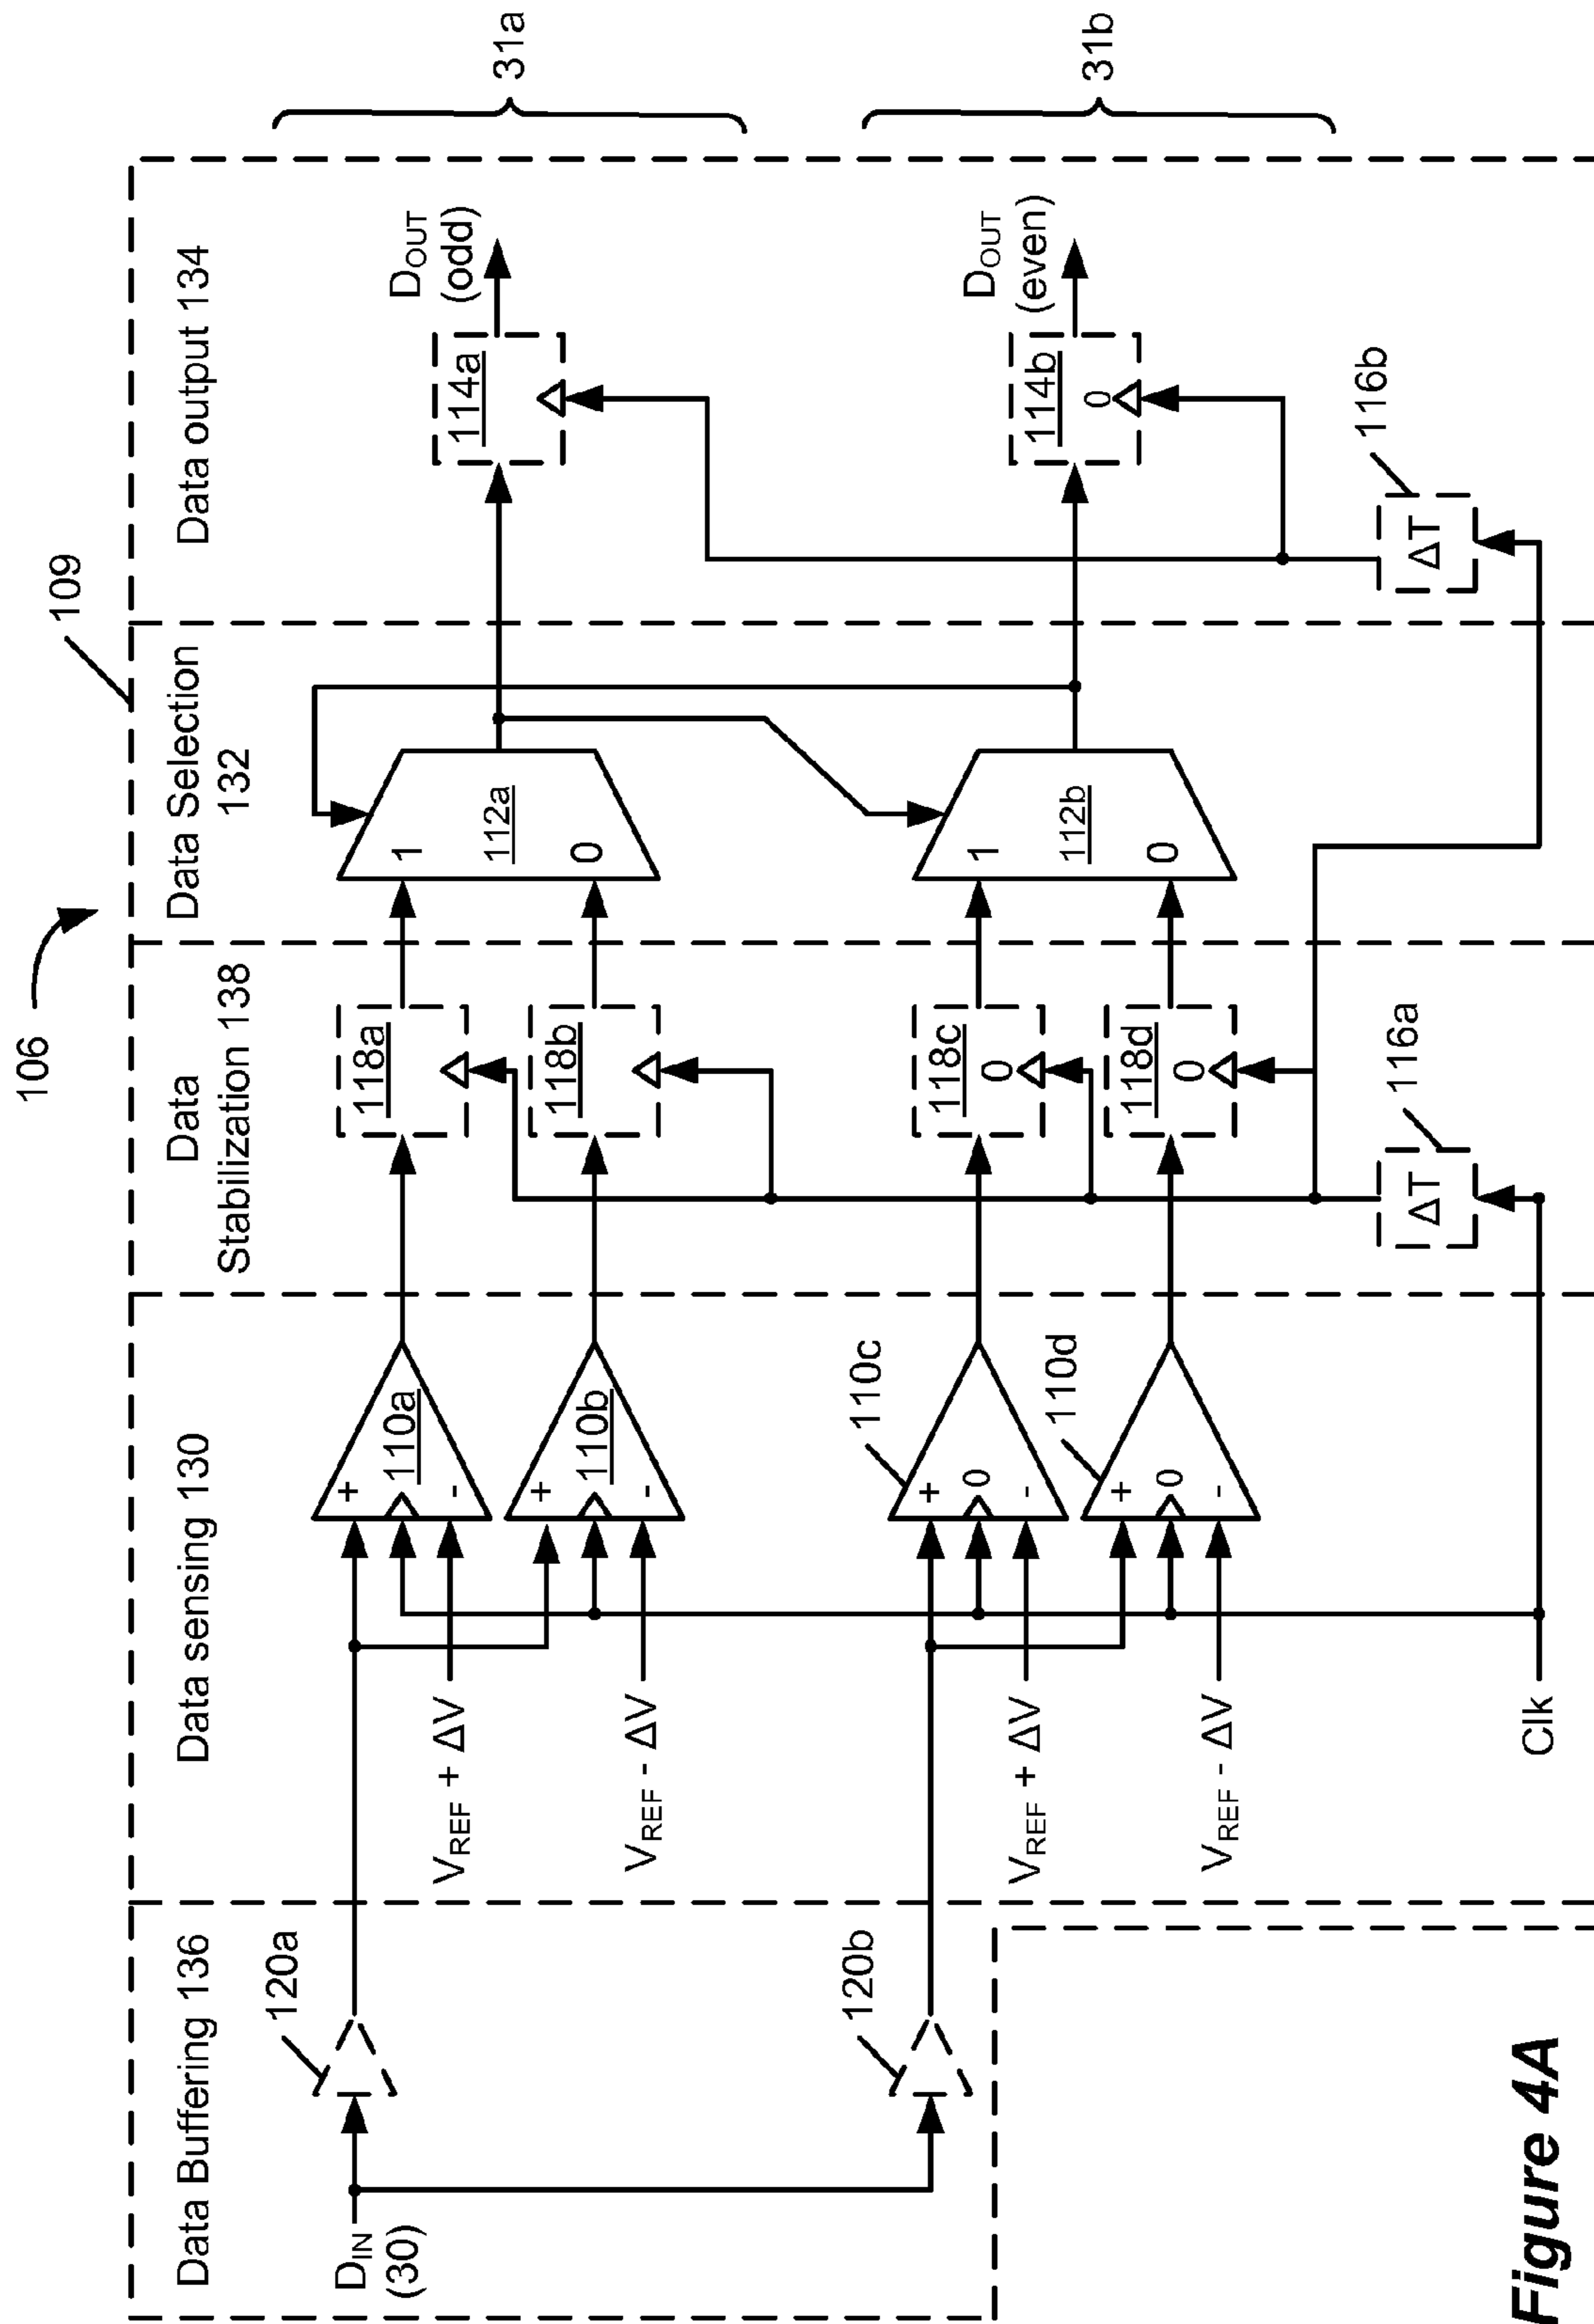 106
109
Data Buffering 136
Data sensing 130
Data
Stabilization 138
Data Selection
132
Data output 134
31a
31b
D_IN
(30)
120a
120b
V_REF + ΔV
V_REF - ΔV
V_REF + ΔV
V_REF - ΔV
Clk
+
110a
-
+
110b
-
+
0
-
110c
+
0
-
110d
118a
118b
118c
0
118d
0
ΔT
116a
1
112a
0
1
112b
0
114a
114b
0
ΔT
116b
D_OUT
(odd)
D_OUT
(even)
Figure 4A